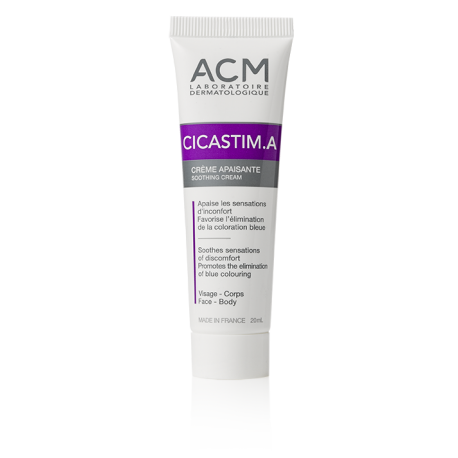 ACM
LABORATOIRE
DERMATOLOGIQUE
CICASTIM.A
CRÈME APAISANTE
SOOTHING CREAM
Apaise les sensations
d'inconfort
Favorise l'élimination
de la coloration bleue
Soothes sensations
of discomfort
Promotes the elimination
of blue colouring
Visage - Corps
Face - Body
MADE IN FRANCE 20mL